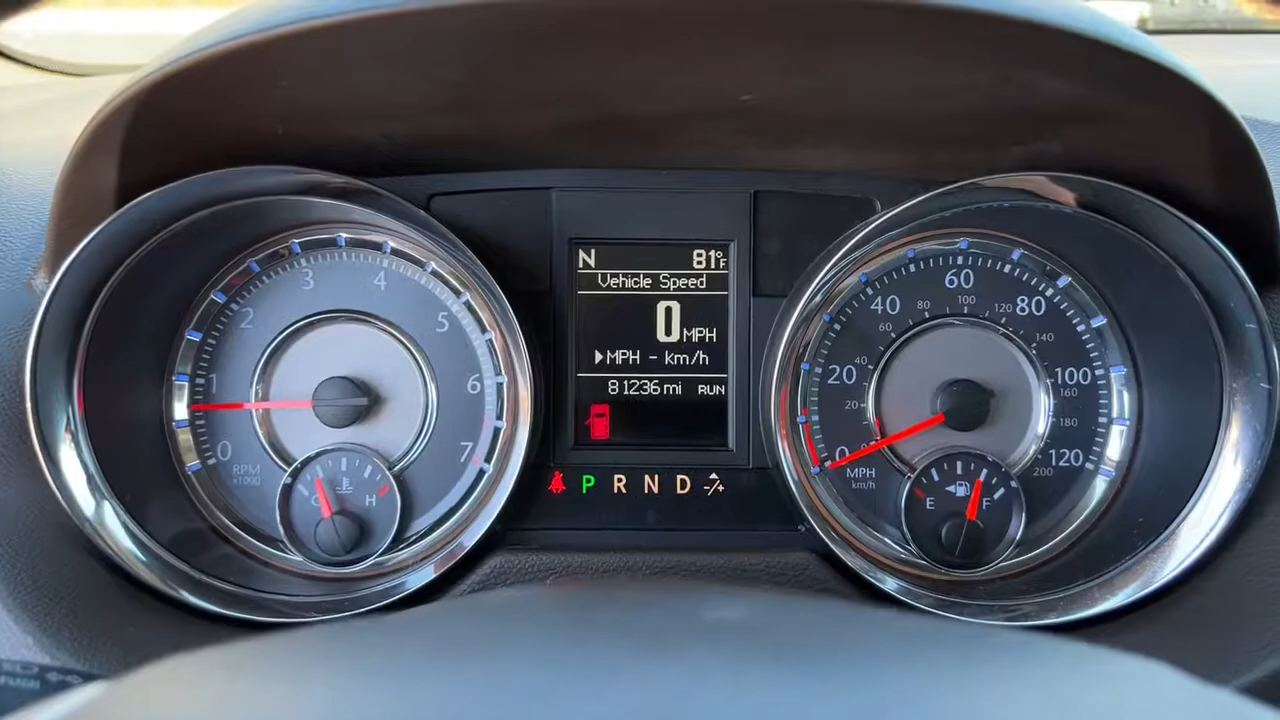 N 81°F
Vehicle Speed
0 MPH
MPH - km/h
81236 mi RUN
P R N D -/+
0 1 2 3 4 5 6 7
RPM
x1000
C H
0 20 40 60 80 100 120
20 40 60 80 100 120 140 160 180 200
MPH
km/h
E F
PUSH